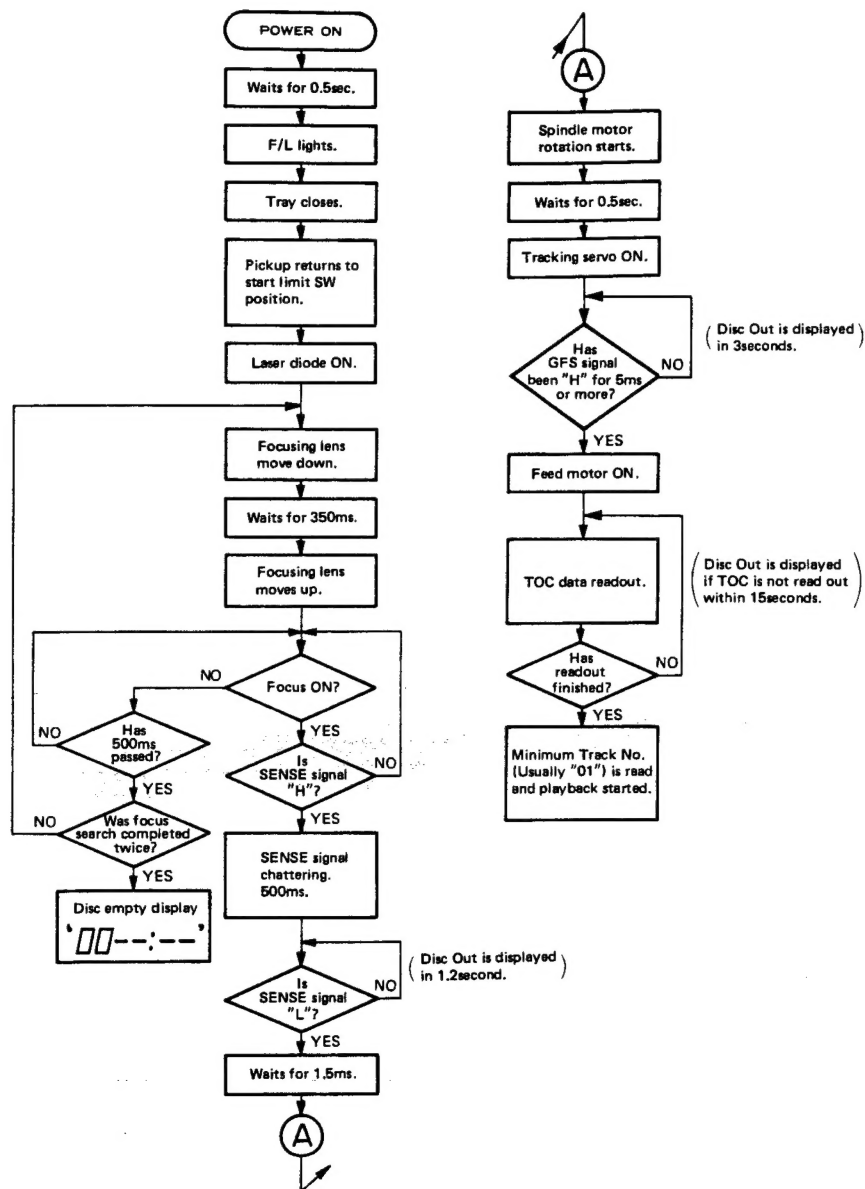 POWER ON
Waits for 0.5sec.
F/L lights.
Tray closes.
Pickup returns to
start limit SW
position.
Laser diode ON.
Focusing lens
move down.
Waits for 350ms.
Focusing lens
moves up.
Focus ON?
NO
YES
Has
500ms
passed?
NO
YES
Is
SENSE signal
"H"?
NO
YES
Was focus
search completed
twice?
NO
YES
Disc empty display
'00--:--'
SENSE signal
chattering.
500ms.
Is
SENSE signal
"L"?
NO
(Disc Out is displayed
in 1.2second.)
YES
Waits for 1.5ms.
A
A
Spindle motor
rotation starts.
Waits for 0.5sec.
Tracking servo ON.
Has
GFS signal
been "H" for 5ms
or more?
NO
(Disc Out is displayed
in 3seconds.)
YES
Feed motor ON.
TOC data readout.
(Disc Out is displayed
if TOC is not read out
within 15seconds.)
Has
readout
finished?
NO
YES
Minimum Track No.
(Usually "01") is read
and playback started.